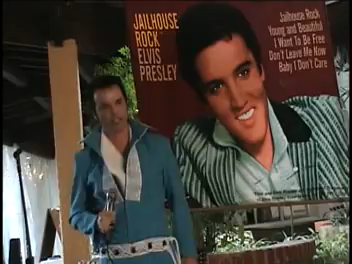 JAILHOUSE
ROCK
ELVIS
PRESLEY
Jailhouse Rock
Young and Beautiful
I Want To Be Free
Don't Leave Me Now
Baby I Don't Care